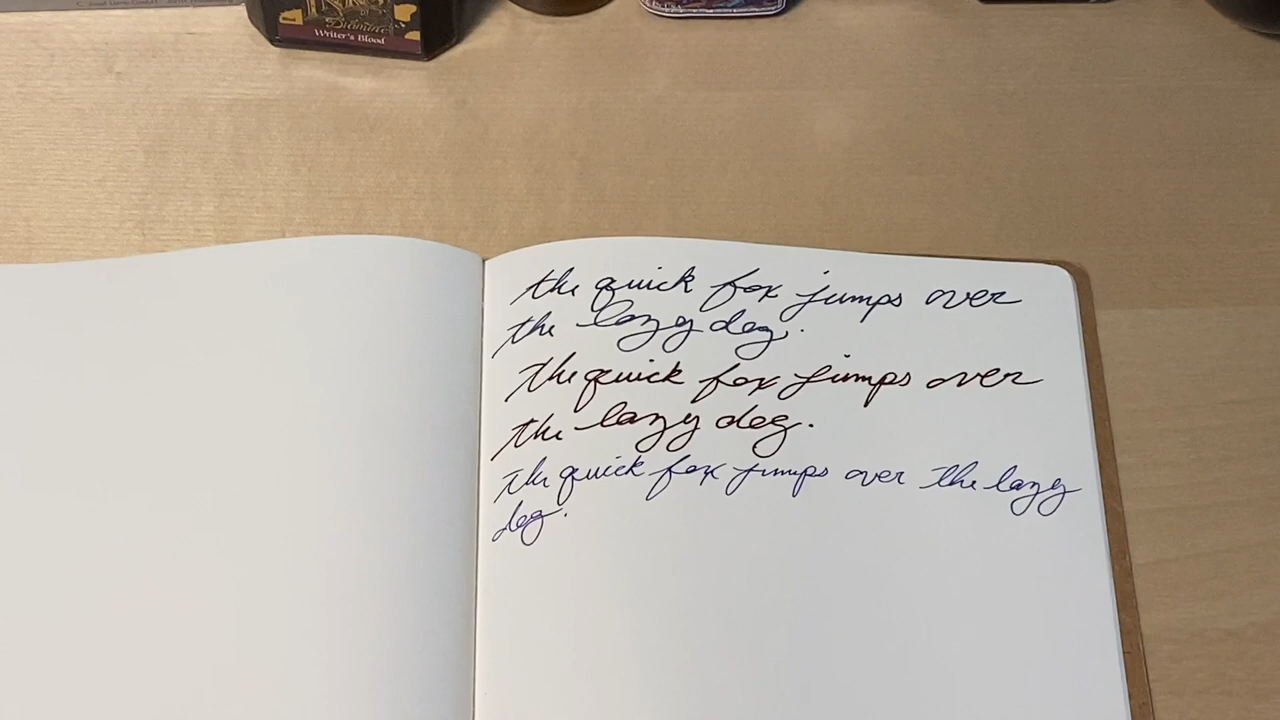 Diamine
Writer's Blood
the quick fox jumps over
the lazy dog.
The quick fox jumps over
the lazy dog.
The quick fox jumps over the lazy
dog.